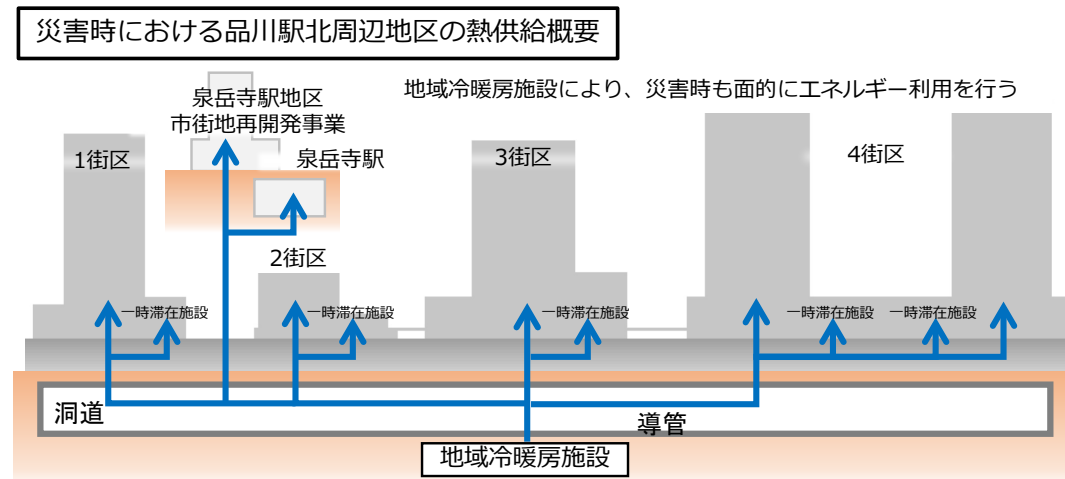 災害時における品川駅北周辺地区の熱供給概要
地域冷暖房施設により、災害時も面的にエネルギー利用を行う
泉岳寺駅地区
市街地再開発事業
1街区
泉岳寺駅
3街区
4街区
2街区
一時滞在施設
一時滞在施設
一時滞在施設
一時滞在施設
一時滞在施設
洞道
導管
地域冷暖房施設